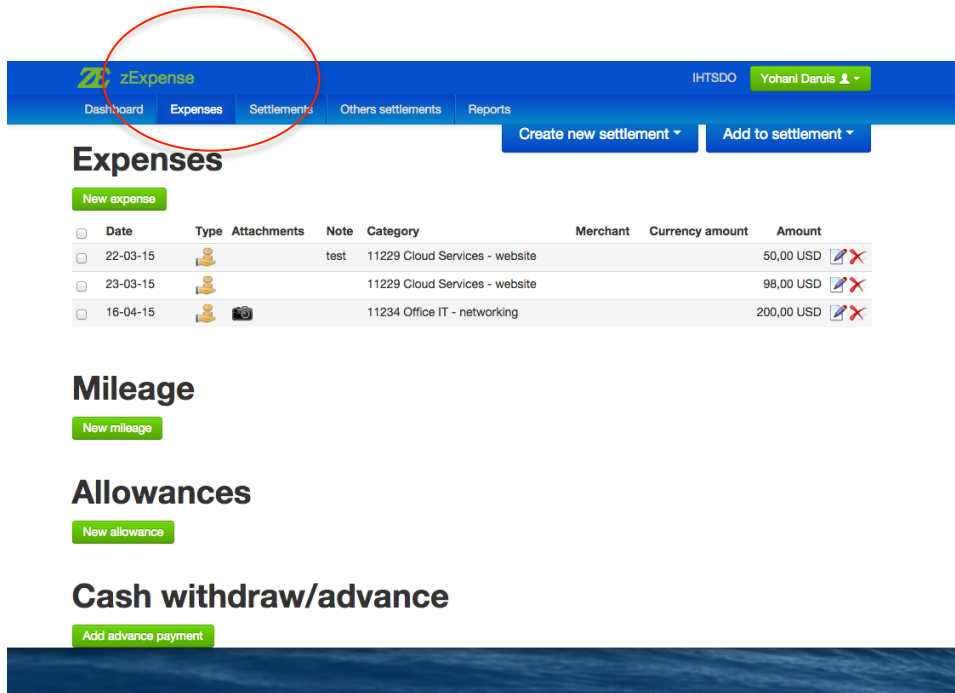 ZE zExpense IHTSDO Yohani Daruis
Dashboard Expenses Settlements Others settlements Reports
Create new settlement Add to settlement
Expenses
New expense
Date Type Attachments Note Category Merchant Currency amount Amount
22-03-15 test 11229 Cloud Services - website 50,00 USD
23-03-15 11229 Cloud Services - website 98,00 USD
16-04-15 11234 Office IT - networking 200,00 USD
Mileage
New mileage
Allowances
New allowance
Cash withdraw/advance
Add advance payment